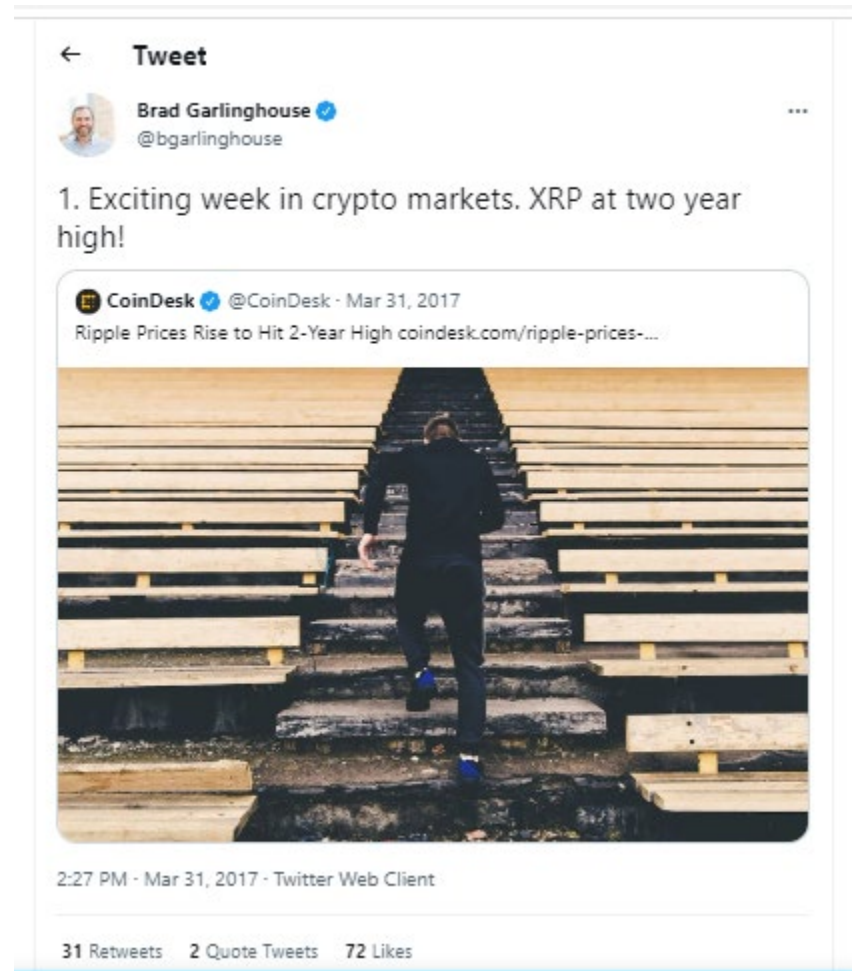 Tweet
Brad Garlinghouse
@bgarlinghouse
1. Exciting week in crypto markets. XRP at two year
high!
CoinDesk @CoinDesk · Mar 31, 2017
Ripple Prices Rise to Hit 2-Year High coindesk.com/ripple-prices-...
2:27 PM · Mar 31, 2017 · Twitter Web Client
31 Retweets 2 Quote Tweets 72 Likes